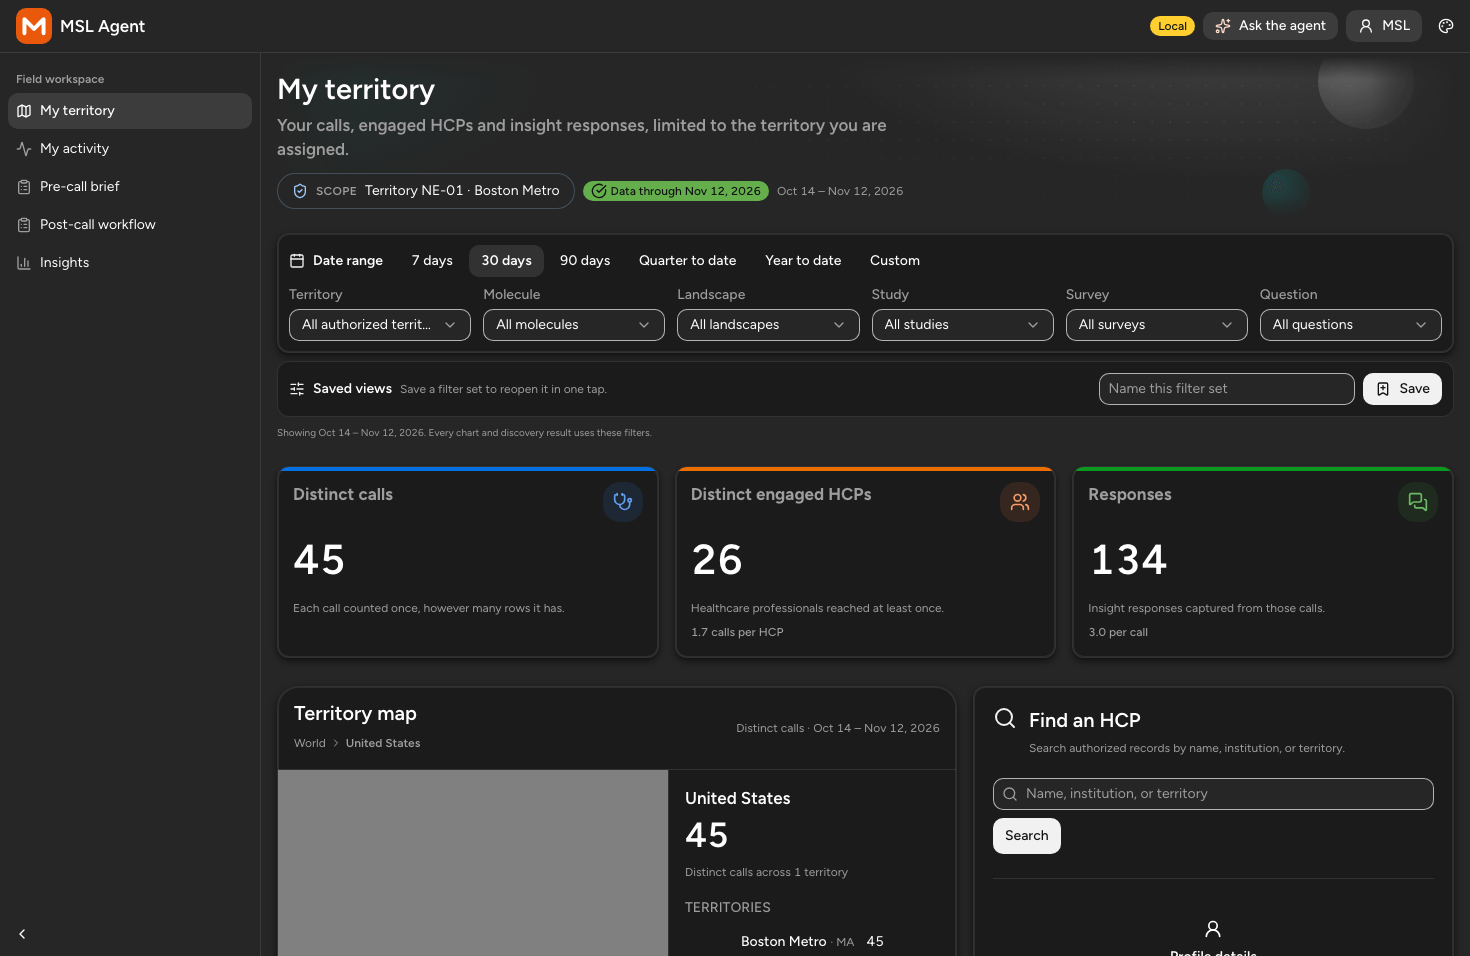 MSL Agent
Local
Ask the agent
MSL
Field workspace
My territory
My activity
Pre-call brief
Post-call workflow
Insights
My territory
Your calls, engaged HCPs and insight responses, limited to the territory you are
assigned.
SCOPE Territory NE-01 · Boston Metro
Data through Nov 12, 2026
Oct 14 – Nov 12, 2026
Date range
7 days
30 days
90 days
Quarter to date
Year to date
Custom
Territory
Molecule
Landscape
Study
Survey
Question
All authorized territ...
All molecules
All landscapes
All studies
All surveys
All questions
Saved views
Save a filter set to reopen it in one tap.
Name this filter set
Save
Showing Oct 14 – Nov 12, 2026. Every chart and discovery result uses these filters.
Distinct calls
45
Each call counted once, however many rows it has.
Distinct engaged HCPs
26
Healthcare professionals reached at least once.
1.7 calls per HCP
Responses
134
Insight responses captured from those calls.
3.0 per call
Territory map
World > United States
Distinct calls · Oct 14 – Nov 12, 2026
United States
45
Distinct calls across 1 territory
TERRITORIES
Boston Metro · MA 45
Find an HCP
Search authorized records by name, institution, or territory.
Name, institution, or territory
Search
Profile details